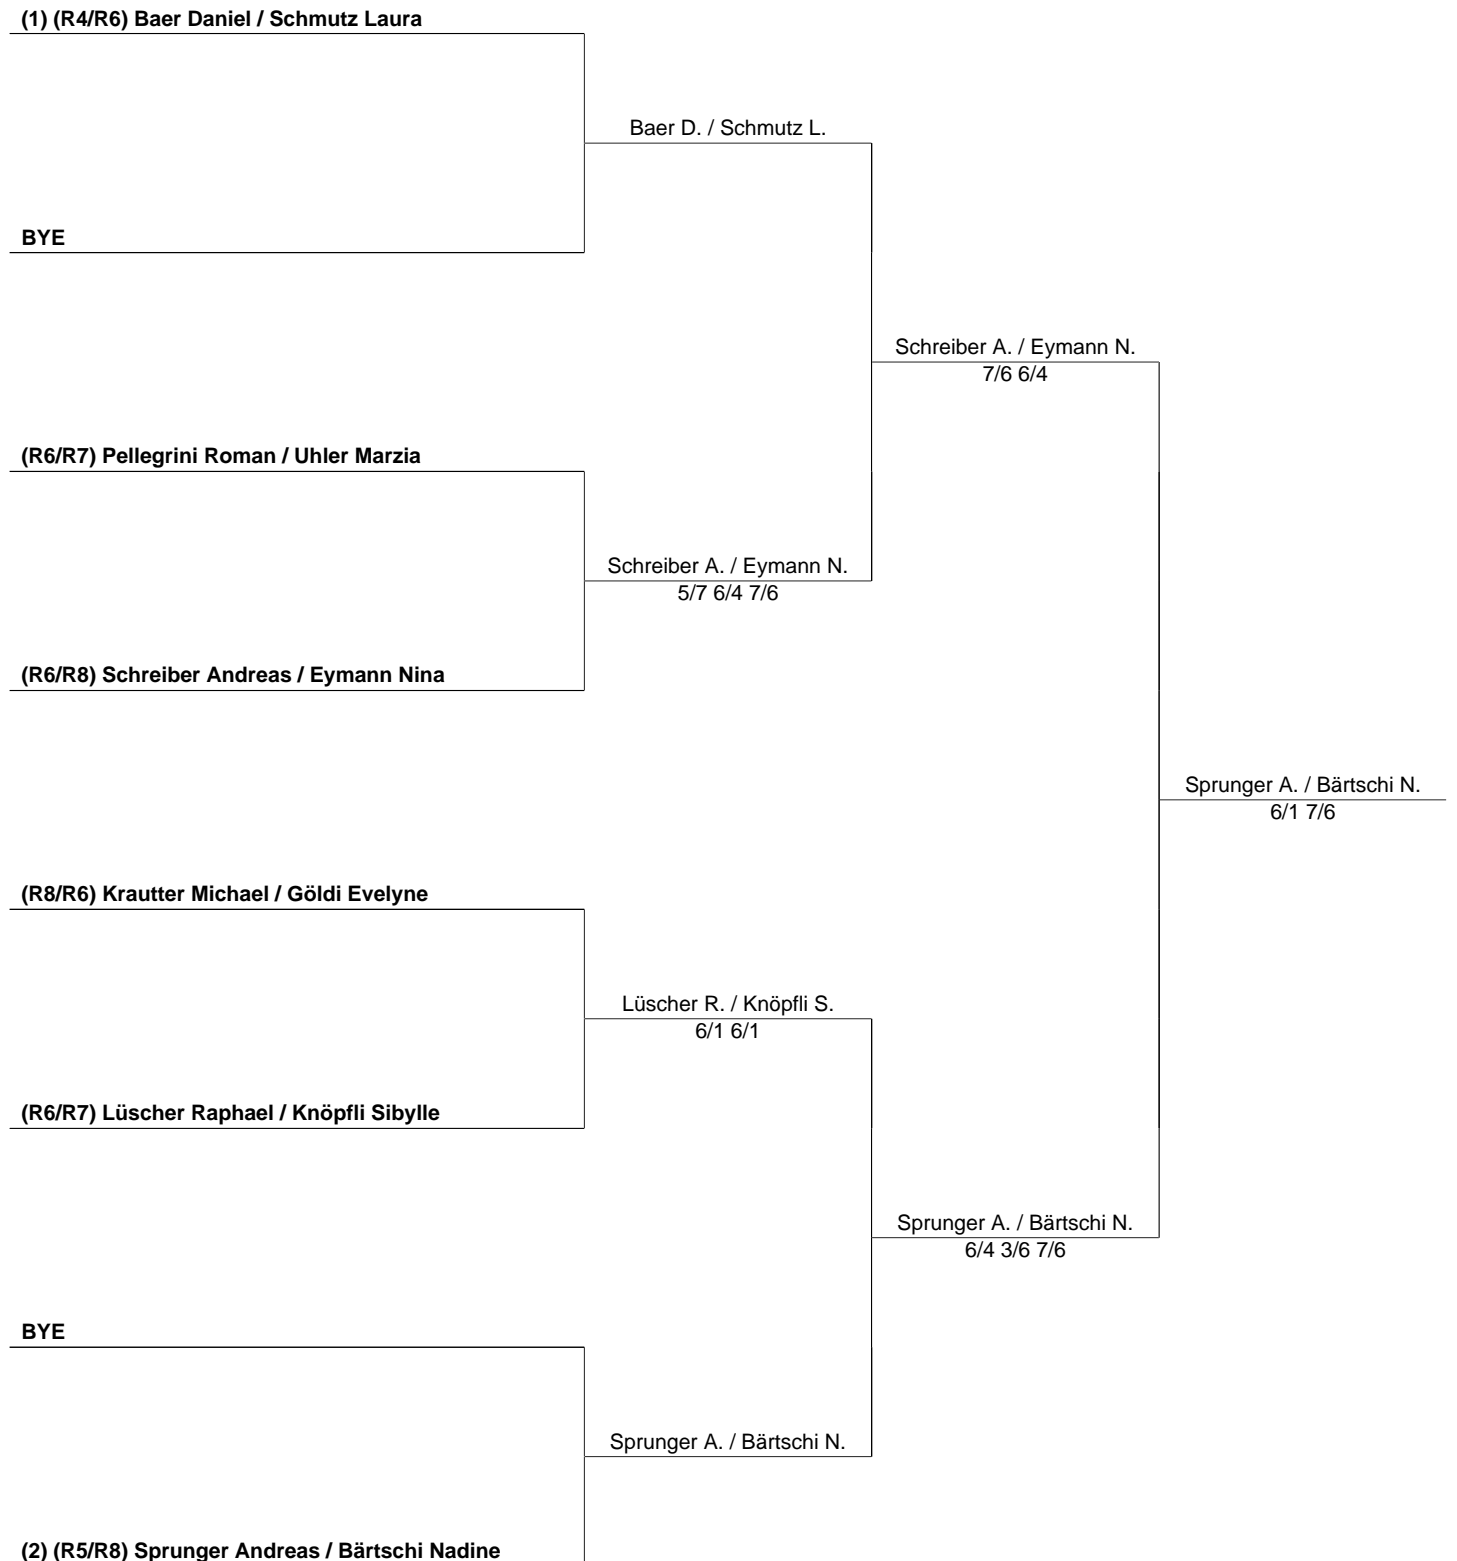 (1) (R4/R6) Baer Daniel / Schmutz Laura
Baer D. / Schmutz L.
BYE
Schreiber A. / Eymann N.
7/6 6/4
(R6/R7) Pellegrini Roman / Uhler Marzia
Schreiber A. / Eymann N.
5/7 6/4 7/6
(R6/R8) Schreiber Andreas / Eymann Nina
Sprunger A. / Bärtschi N.
6/1 7/6
(R8/R6) Krautter Michael / Göldi Evelyne
Lüscher R. / Knöpfli S.
6/1 6/1
(R6/R7) Lüscher Raphael / Knöpfli Sibylle
Sprunger A. / Bärtschi N.
6/4 3/6 7/6
BYE
Sprunger A. / Bärtschi N.
(2) (R5/R8) Sprunger Andreas / Bärtschi Nadine